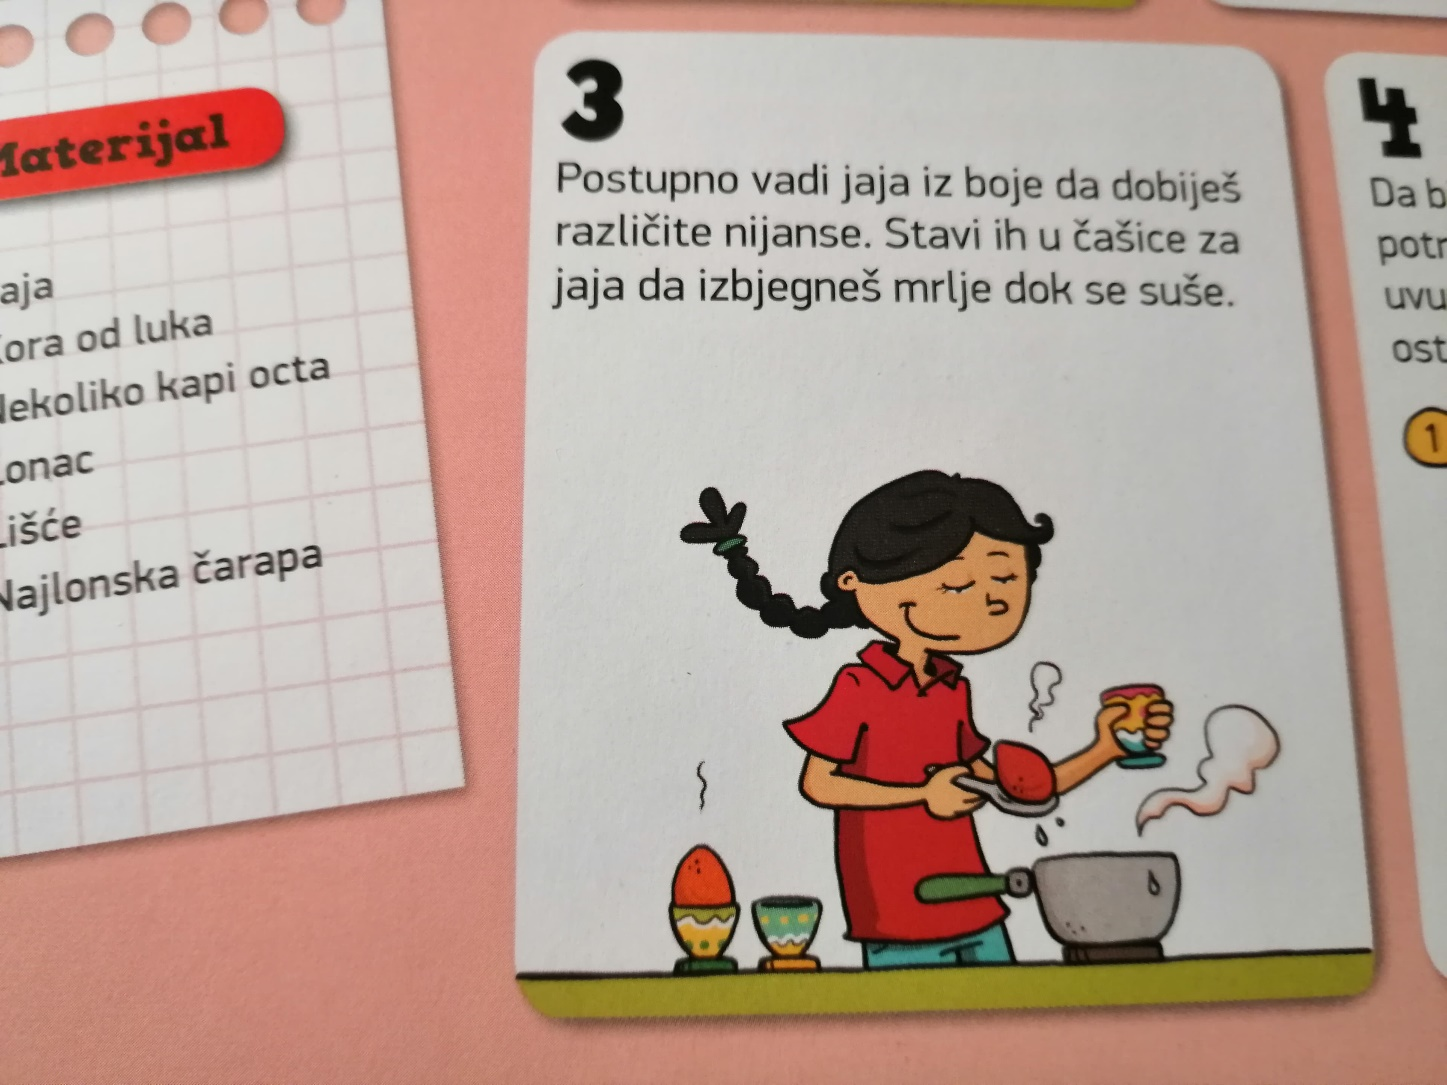 Materijal
Jaja
Kora od luka
Nekoliko kapi octa
Lonac
Lišće
Najlonska čarapa
3
Postupno vadi jaja iz boje da dobiješ
različite nijanse. Stavi ih u čašice za
jaja da izbjegneš mrlje dok se suše.
4
Da b
potr
uvu
ost
1